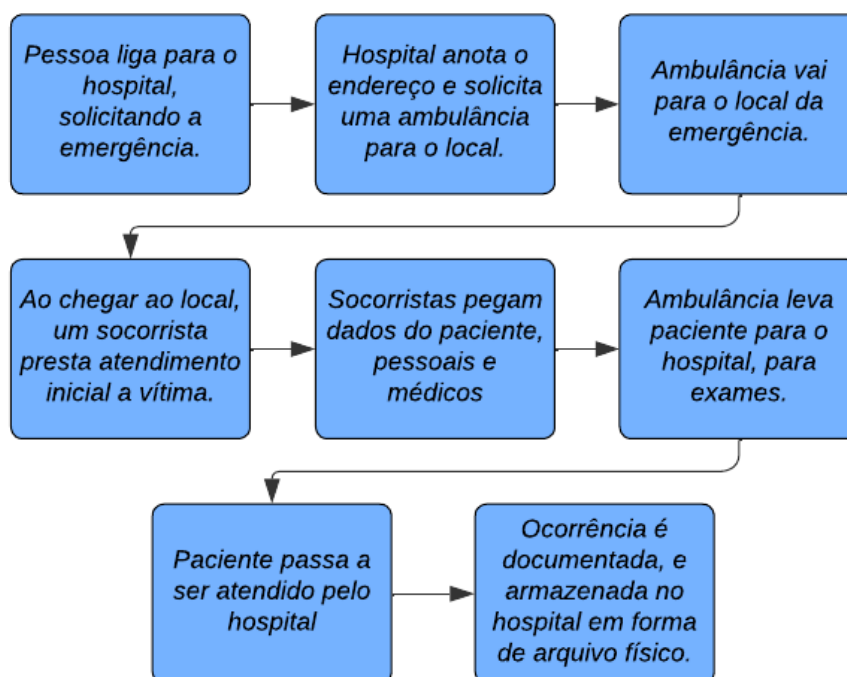 Pessoa liga para o
hospital,
solicitando a
emergência.
Hospital anota o
endereço e solicita
uma ambulância
para o local.
Ambulância vai
para o local da
emergência.
Ao chegar ao local,
um socorrista
presta atendimento
inicial a vítima.
Socorristas pegam
dados do paciente,
pessoais e
médicos
Ambulância leva
paciente para o
hospital, para
exames.
Paciente passa a
ser atendido pelo
hospital
Ocorrência é
documentada, e
armazenada no
hospital em forma
de arquivo físico.